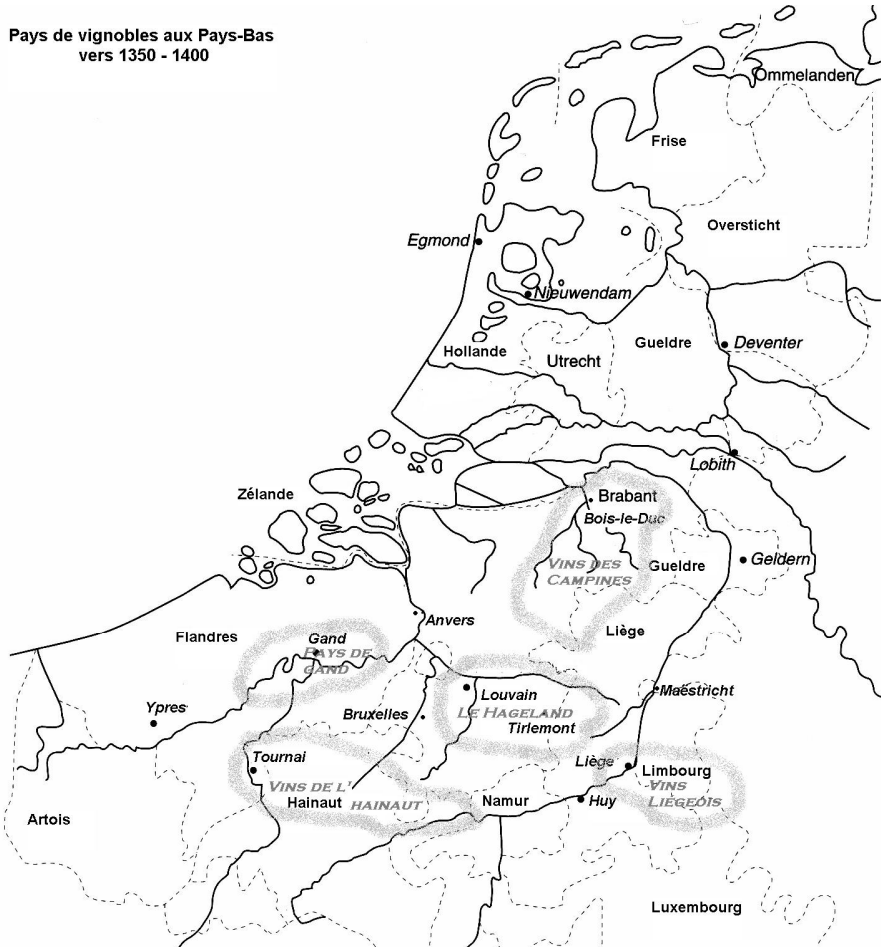 Pays de vignobles aux Pays-Bas
vers 1350 - 1400
Ommelanden
Frise
Oversticht
Egmond
Nieuwendam
Hollande
Utrecht
Gueldre
Deventer
Lobith
Zélande
Brabant
Bois-le-Duc
Vins des
Campines
Gueldre
Geldern
Anvers
Flandres
Gand
Pays de
gand
Liège
Ypres
Bruxelles
Louvain
Le Hageland
Tirlemont
Maëstricht
Tournai
Vins de l'
Hainaut hainaut
Namur
Liège
Limbourg
Vins
Liégeois
Huy
Artois
Luxembourg